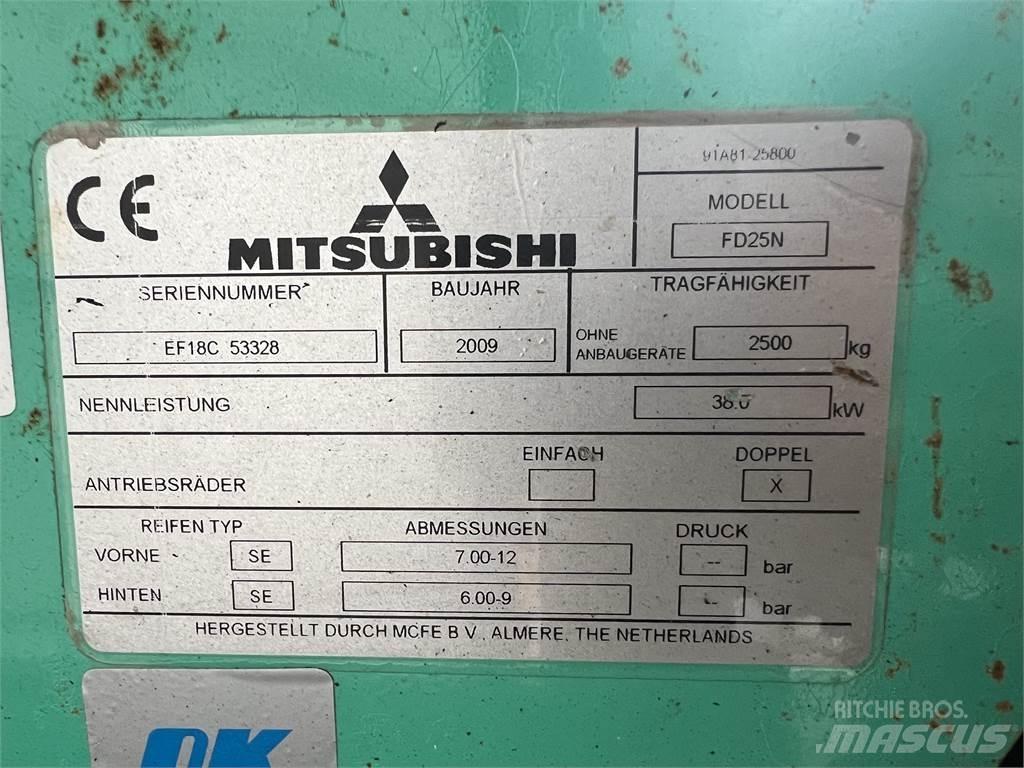 CE
MITSUBISHI
91A81-25800
MODELL
FD25N
SERIENNUMMER
EF18C 53328
BAUJAHR
2009
TRAGFÄHIGKEIT
OHNE
ANBAUGERÄTE 2500 kg
NENNLEISTUNG 38.0 kW
EINFACH DOPPEL
ANTRIEBSRÄDER X
REIFEN TYP ABMESSUNGEN DRUCK
VORNE SE 7.00-12 -- bar
HINTEN SE 6.00-9 -- bar
HERGESTELLT DURCH MCFE B.V., ALMERE, THE NETHERLANDS
OK
RITCHIE BROS.
MASCUS